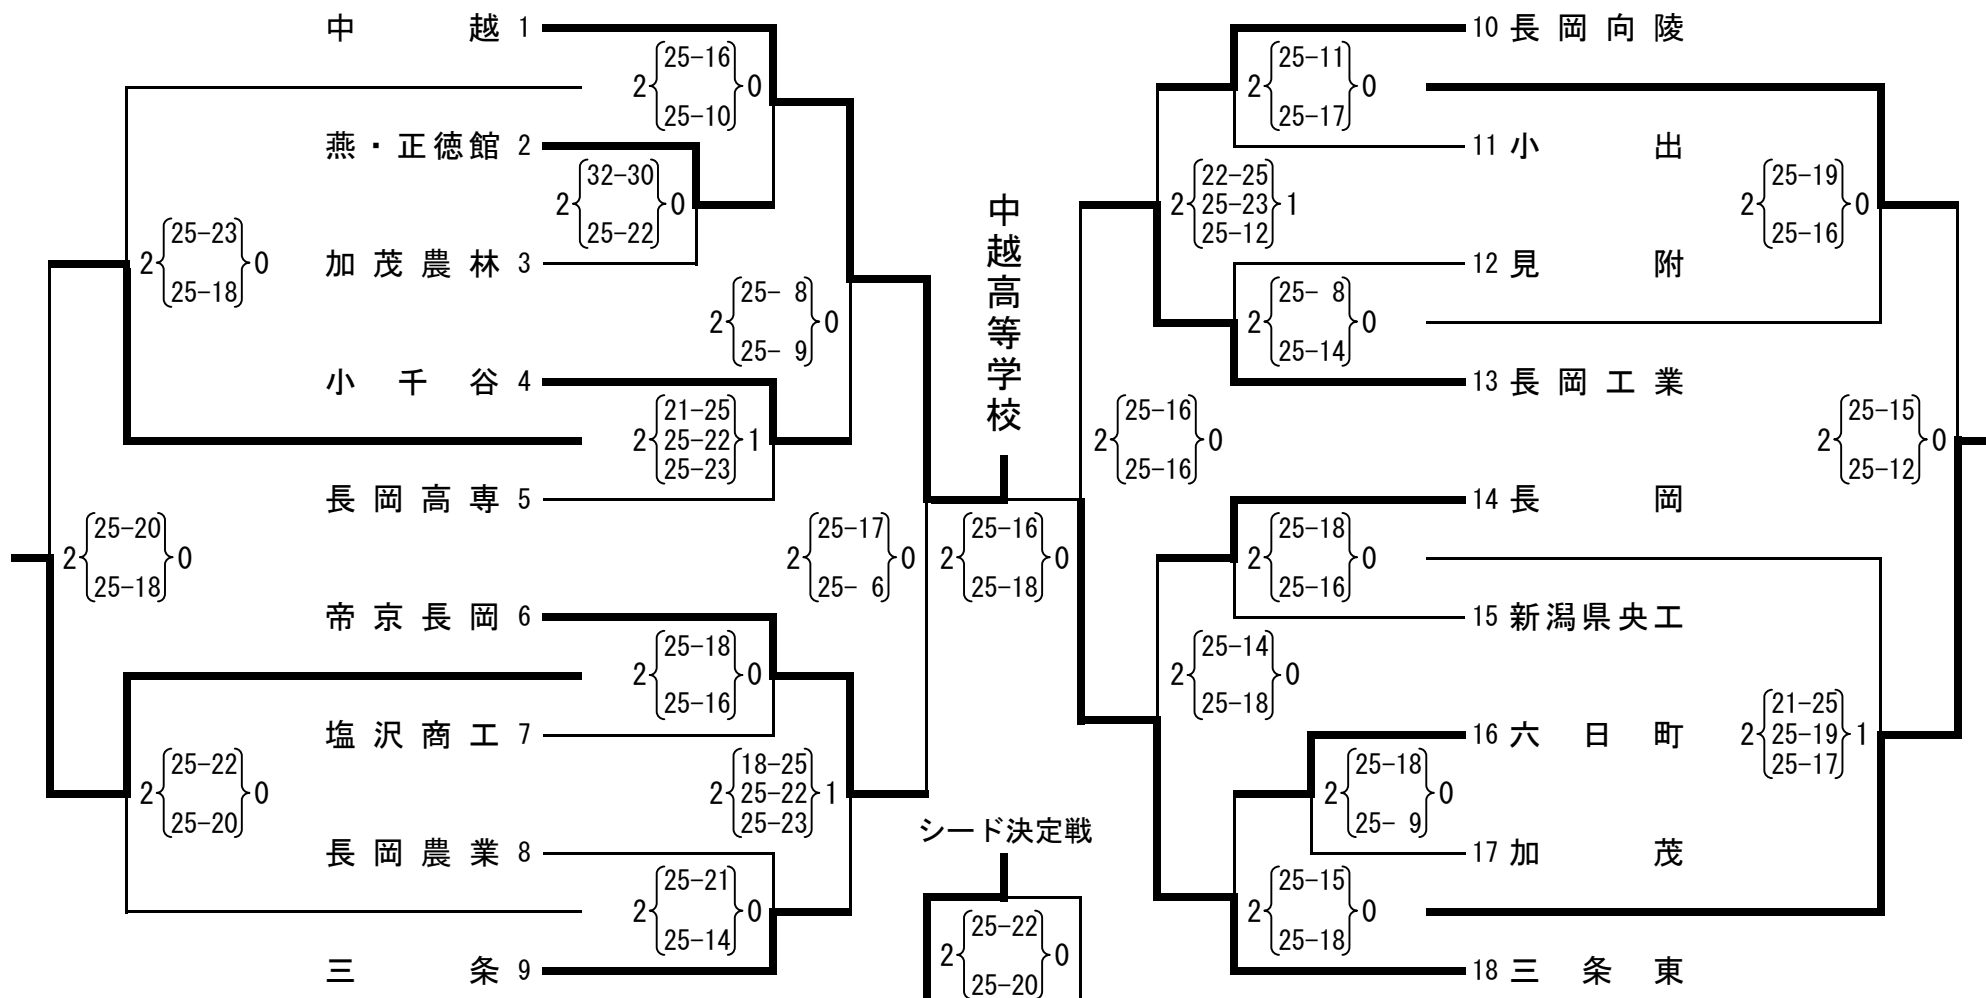 中越 1
2 25-16 0
25-10
燕・正徳館 2
2 32-30 0
25-22
加茂農林 3
2 25-23 0
25-18
2 25- 8 0
25- 9
小千谷 4
21-25
2 25-22 1
25-23
長岡高専 5
2 25-20 0
25-18
2 25-17 0
25- 6
帝京長岡 6
2 25-18 0
25-16
塩沢商工 7
2 25-22 0
25-20
18-25
2 25-22 1
25-23
長岡農業 8
2 25-21 0
25-14
三条 9
中越高等学校
2 25-16 0
25-18
シード決定戦
2 25-22 0
25-20
10 長岡向陵
2 25-11 0
25-17
11 小出
22-25
2 25-23 1
25-12
2 25-19 0
25-16
12 見附
2 25- 8 0
25-14
13 長岡工業
2 25-16 0
25-16
2 25-15 0
25-12
14 長岡
2 25-18 0
25-16
15 新潟県央工
2 25-14 0
25-18
16 六日町
21-25
2 25-19 1
25-17
2 25-18 0
25- 9
17 加茂
2 25-15 0
25-18
18 三条東